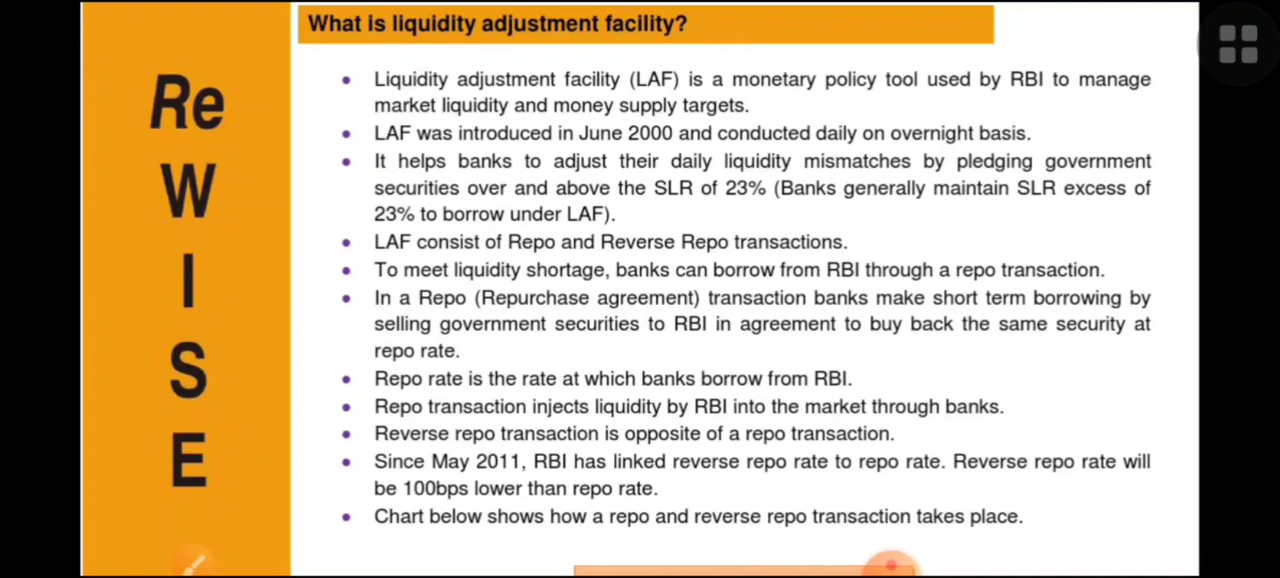 What is liquidity adjustment facility?
Re
W
I
S
E
• Liquidity adjustment facility (LAF) is a monetary policy tool used by RBI to manage
market liquidity and money supply targets.
• LAF was introduced in June 2000 and conducted daily on overnight basis.
• It helps banks to adjust their daily liquidity mismatches by pledging government
securities over and above the SLR of 23% (Banks generally maintain SLR excess of
23% to borrow under LAF).
• LAF consist of Repo and Reverse Repo transactions.
• To meet liquidity shortage, banks can borrow from RBI through a repo transaction.
• In a Repo (Repurchase agreement) transaction banks make short term borrowing by
selling government securities to RBI in agreement to buy back the same security at
repo rate.
• Repo rate is the rate at which banks borrow from RBI.
• Repo transaction injects liquidity by RBI into the market through banks.
• Reverse repo transaction is opposite of a repo transaction.
• Since May 2011, RBI has linked reverse repo rate to repo rate. Reverse repo rate will
be 100bps lower than repo rate.
• Chart below shows how a repo and reverse repo transaction takes place.